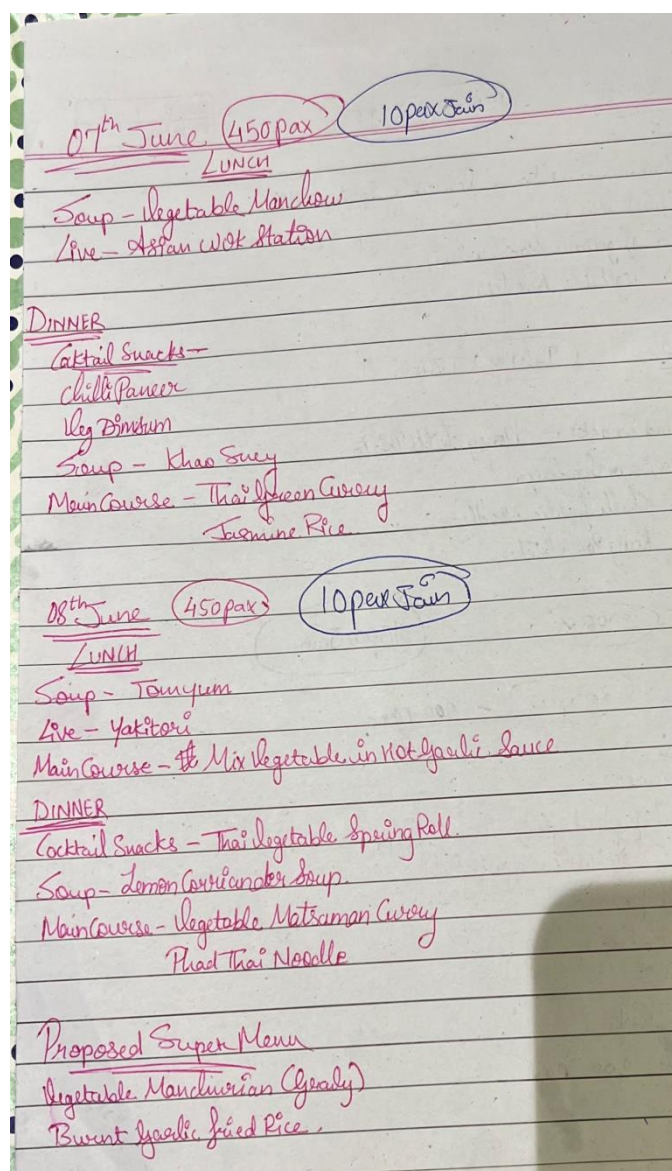 07th June 450pax 10pax Jain
LUNCH
Soup - Vegetable Manchow
Live - Asian Wok Station
DINNER
Coktail Snacks -
Chilli Paneer
Veg Dimsum
Soup - Khao Suey
Main Course - Thai Green Curry
Jasmine Rice
08th June 450pax 10pax Jain
LUNCH
Soup - Tomyum
Live - Yakitori
Main Course - Mix Vegetable in Hot Garlic Sauce
DINNER
Cocktail Snacks - Thai Vegetable Spring Roll.
Soup - Lemon Corriander Soup.
Main Course - Vegetable Matsaman Curry
Phad Thai Noodle
Proposed Super Menu
Vegetable Manchurian (Gravy)
Burnt Garlic fried Rice.